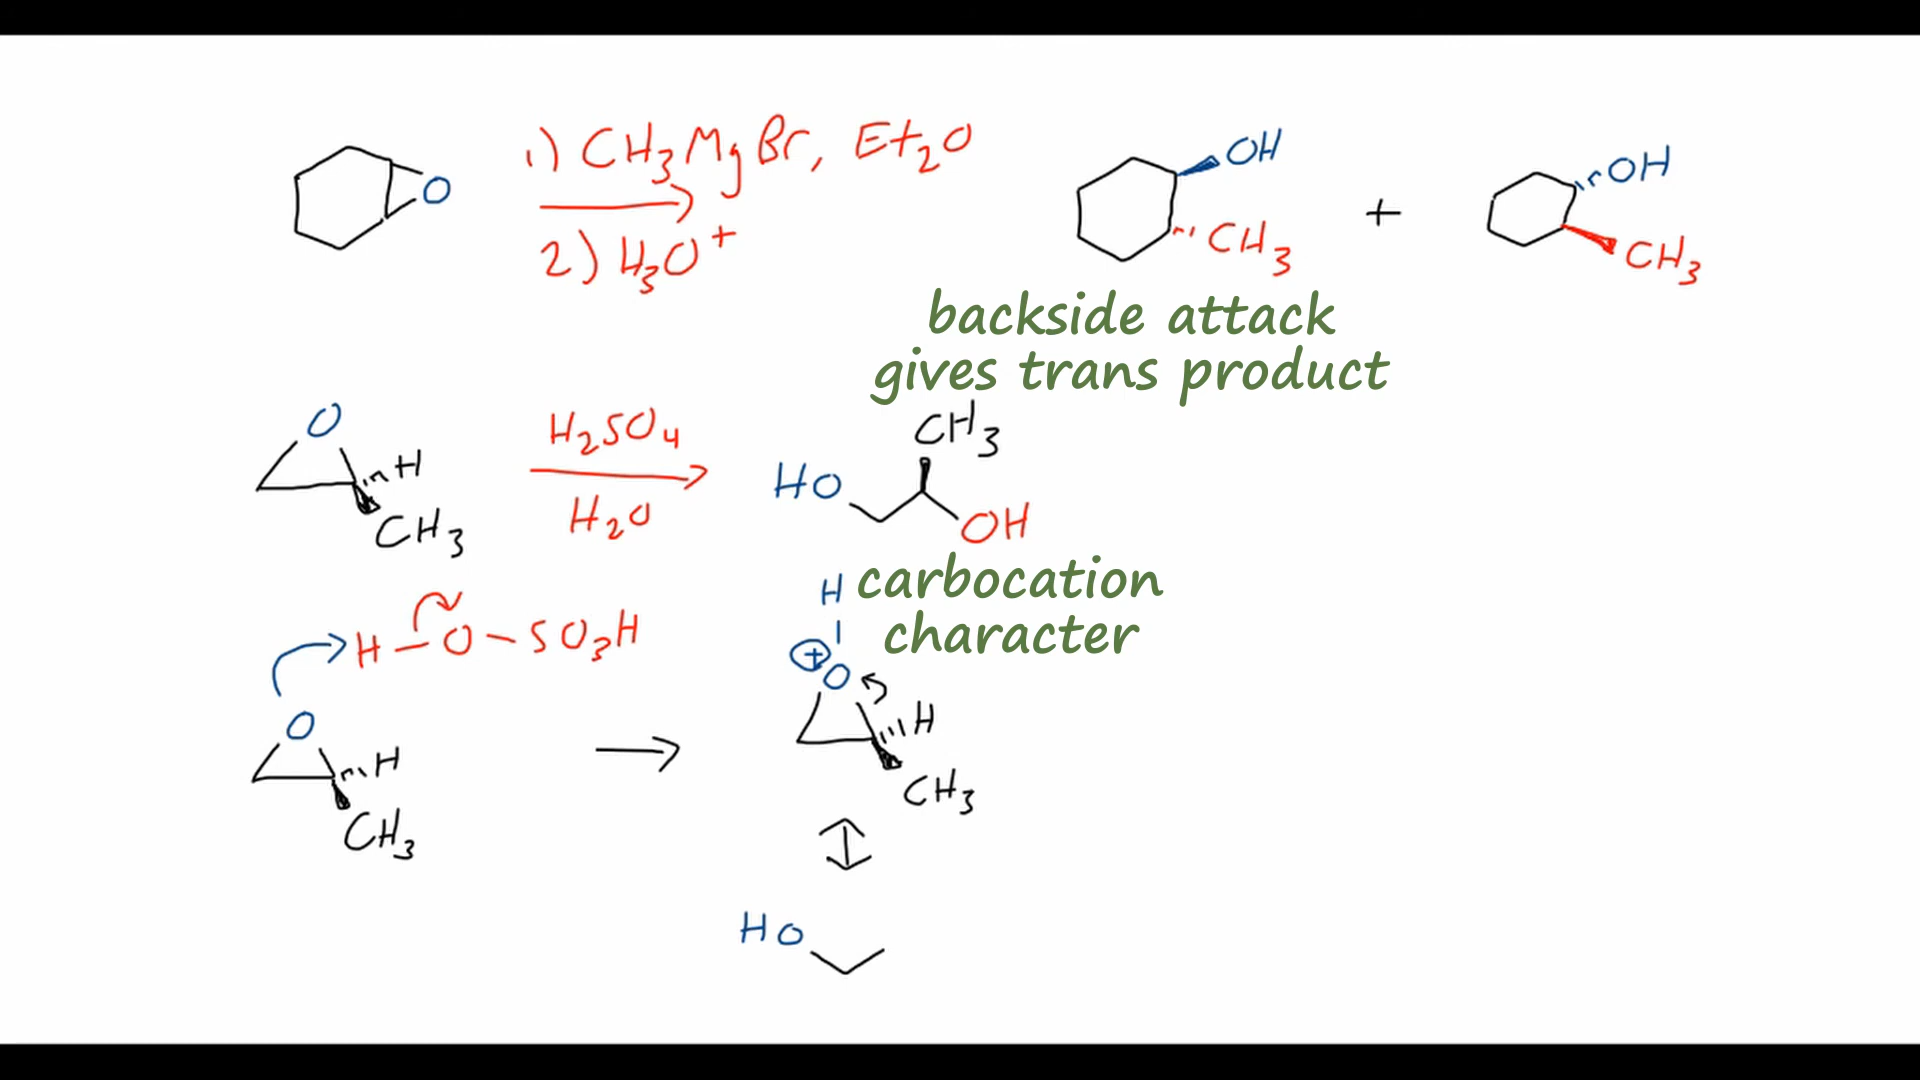 1) CH3MgBr, Et2O
2) H3O+
O
OH
CH3
+
OH
CH3
backside attack
gives trans product
O
H
CH3
H2SO4
H2O
CH3
HO
OH
carbocation
character
H-O-SO3H
O
H
CH3
H
+
O
H
CH3
HO